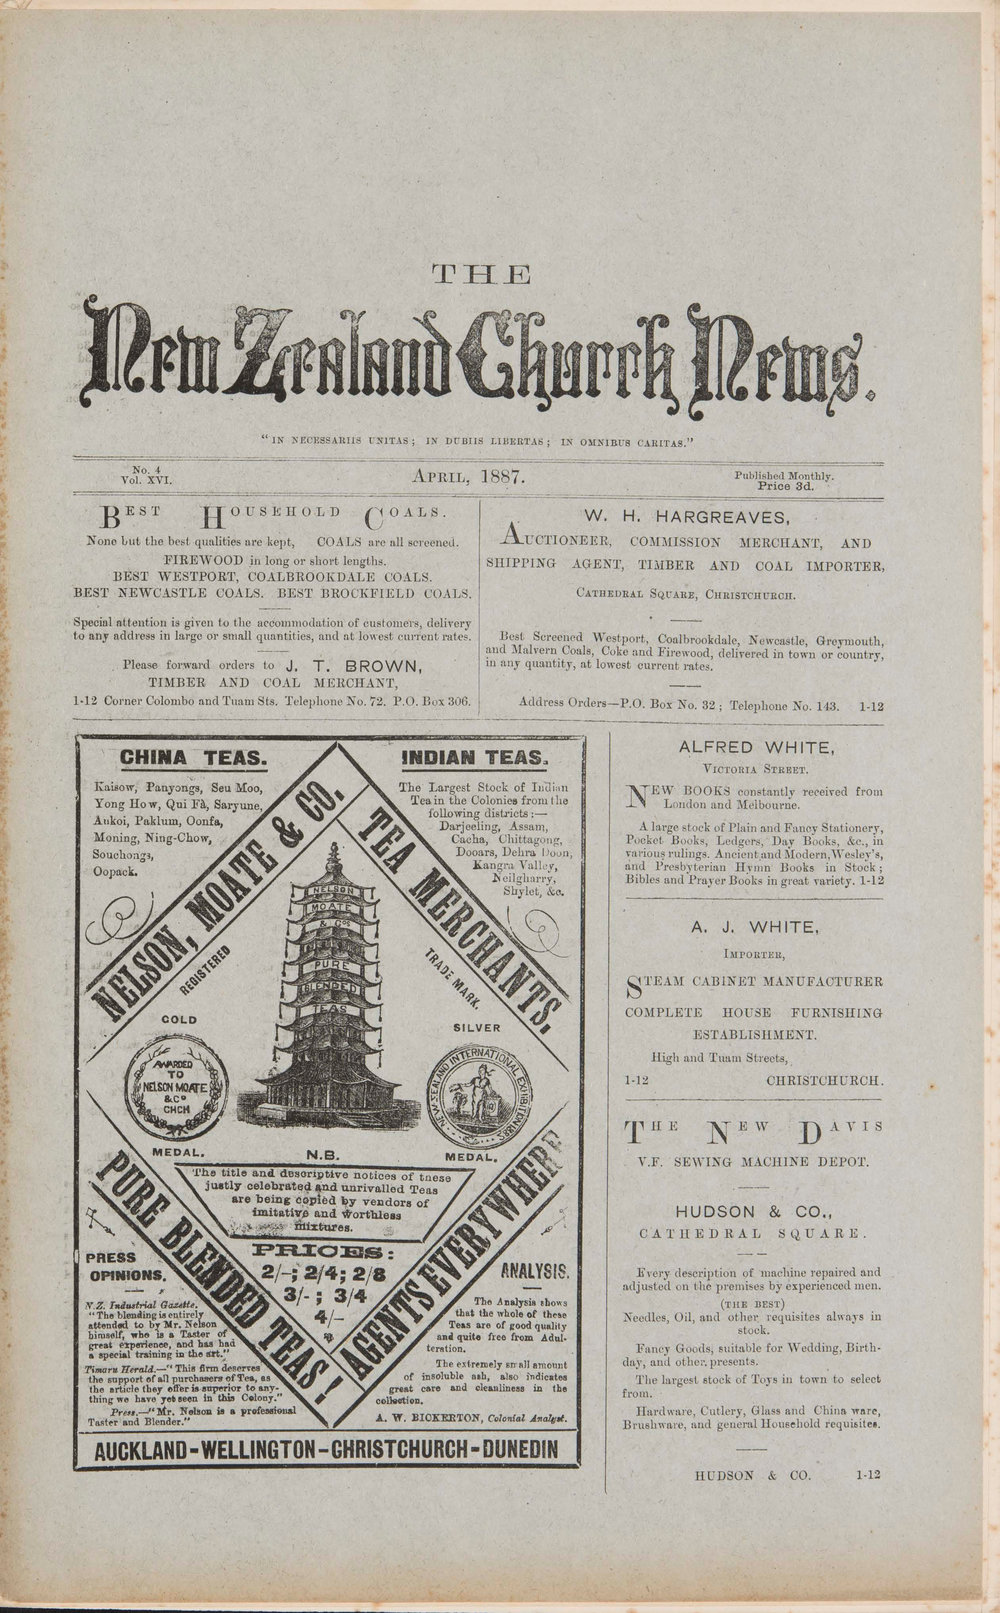 THE
New Zealand Church News.
"IN NECESSARIIS UNITAS; IN DUBIIS LIBERTAS; IN OMNIBUS CARITAS."
No. 4
Vol. XVI.
APRIL, 1887.
Published Monthly.
Price 3d.
BEST HOUSEHOLD COALS.
None but the best qualities are kept, COALS are all screened.
FIREWOOD in long or short lengths.
BEST WESTPORT, COALBROOKDALE COALS.
BEST NEWCASTLE COALS. BEST BROCKFIELD COALS.
Special attention is given to the accommodation of customers, delivery
to any address in large or small quantities, and at lowest current rates.
Please forward orders to J. T. BROWN,
TIMBER AND COAL MERCHANT,
1-12 Corner Colombo and Tuam Sts. Telephone No. 72. P.O. Box 306.
W. H. HARGREAVES,
AUCTIONEER, COMMISSION MERCHANT, AND
SHIPPING AGENT, TIMBER AND COAL IMPORTER,
CATHEDRAL SQUARE, CHRISTCHURCH.
Best Screened Westport, Coalbrookdale, Newcastle, Greymouth,
and Malvern Coals, Coke and Firewood, delivered in town or country,
in any quantity, at lowest current rates.
Address Orders—P.O. Box No. 32; Telephone No. 143. 1-12
CHINA TEAS.
Kaisow, Panyongs, Seu Moo,
Yong How, Qui Fà, Saryune,
Ankoi, Paklum, Oonfa,
Moning, Ning-Chow,
Souchongs,
Oopack.
INDIAN TEAS.
The Largest Stock of Indian
Tea in the Colonies from the
following districts:—
Darjeeling, Assam,
Cacha, Chittagong,
Dooars, Dehra Doon,
Kangra Valley,
Neilgharry,
Shylet, &c.
NELSON, MOATE & CO.
TEA MERCHANTS.
REGISTERED
TRADE MARK.
NELSON
MOATE
& Cos
PURE
BLENDED
TEAS
GOLD
AWARDED
TO
NELSON MOATE
& Co
CHCH
MEDAL.
SILVER
NEW ZEALAND INTERNATIONAL EXHIBITION 1882
MEDAL.
N.B.
The title and descriptive notices of these
justly celebrated and unrivalled Teas
are being copied by vendors of
imitative and worthless
mixtures.
PURE BLENDED TEAS!
AGENTS EVERYWHERE
PRICES:
2/-; 2/4; 2/8
3/-; 3/4
4/-
PRESS
OPINIONS.
N.Z. Industrial Gazette.
"The blending is entirely
attended to by Mr. Nelson
himself, who is a Taster of
great experience, and has had
a special training in the art."
Timaru Herald.—"This firm deserves
the support of all purchasers of Tea, as
the article they offer is superior to any-
thing we have yet seen in this Colony."
Press.—"Mr. Nelson is a professional
Taster and Blender."
ANALYSIS.
The Analysis shows
that the whole of these
Teas are of good quality
and quite free from Adul-
teration.
The extremely small amount
of insoluble ash, also indicates
great care and cleanliness in the
collection.
A. W. BICKERTON, Colonial Analyst.
AUCKLAND-WELLINGTON-CHRISTCHURCH-DUNEDIN
ALFRED WHITE,
VICTORIA STREET.
NEW BOOKS constantly received from
London and Melbourne.
A large stock of Plain and Fancy Stationery,
Pocket Books, Ledgers, Day Books, &c., in
various rulings. Ancient and Modern, Wesley's,
and Presbyterian Hymn Books in Stock;
Bibles and Prayer Books in great variety. 1-12
A. J. WHITE,
IMPORTER,
STEAM CABINET MANUFACTURER
COMPLETE HOUSE FURNISHING
ESTABLISHMENT.
High and Tuam Streets,
1-12 CHRISTCHURCH.
THE NEW DAVIS
V.F. SEWING MACHINE DEPOT.
HUDSON & CO.,
CATHEDRAL SQUARE.
Every description of machine repaired and
adjusted on the premises by experienced men.
(THE BEST)
Needles, Oil, and other requisites always in
stock.
Fancy Goods, suitable for Wedding, Birth-
day, and other presents.
The largest stock of Toys in town to select
from.
Hardware, Cutlery, Glass and China ware,
Brushware, and general Household requisites.
HUDSON & CO. 1-12